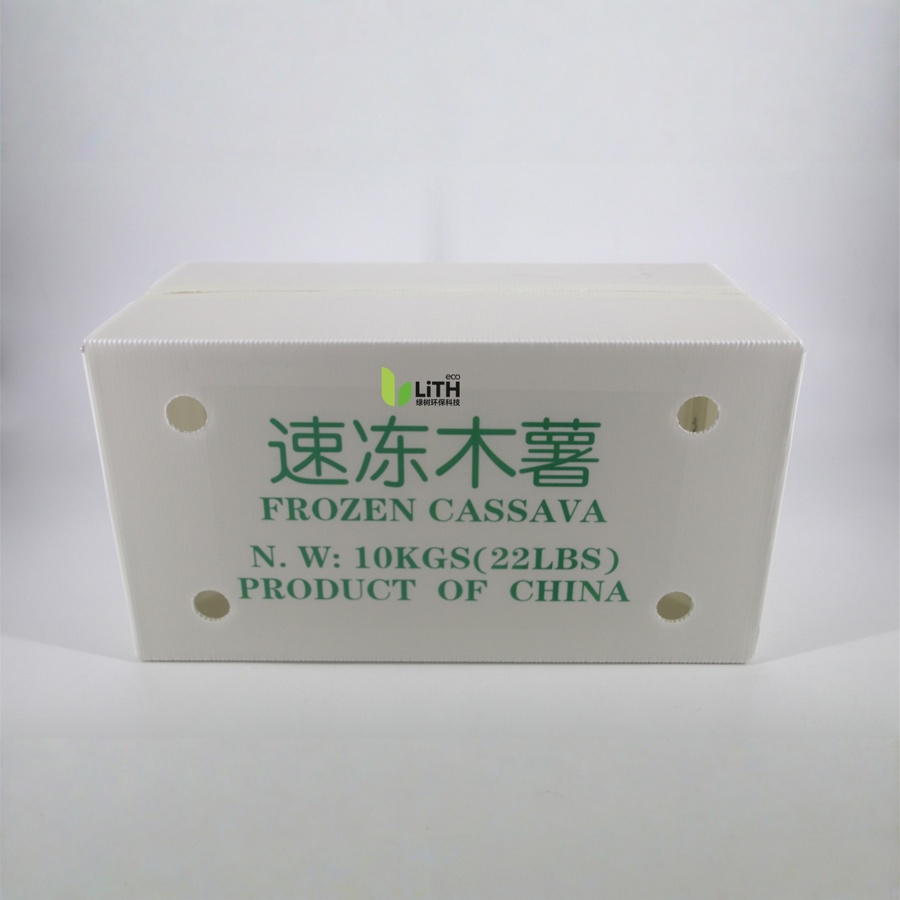 eco
LiTH
绿树环保科技
速冻木薯
FROZEN CASSAVA
N. W: 10KGS(22LBS)
PRODUCT OF CHINA